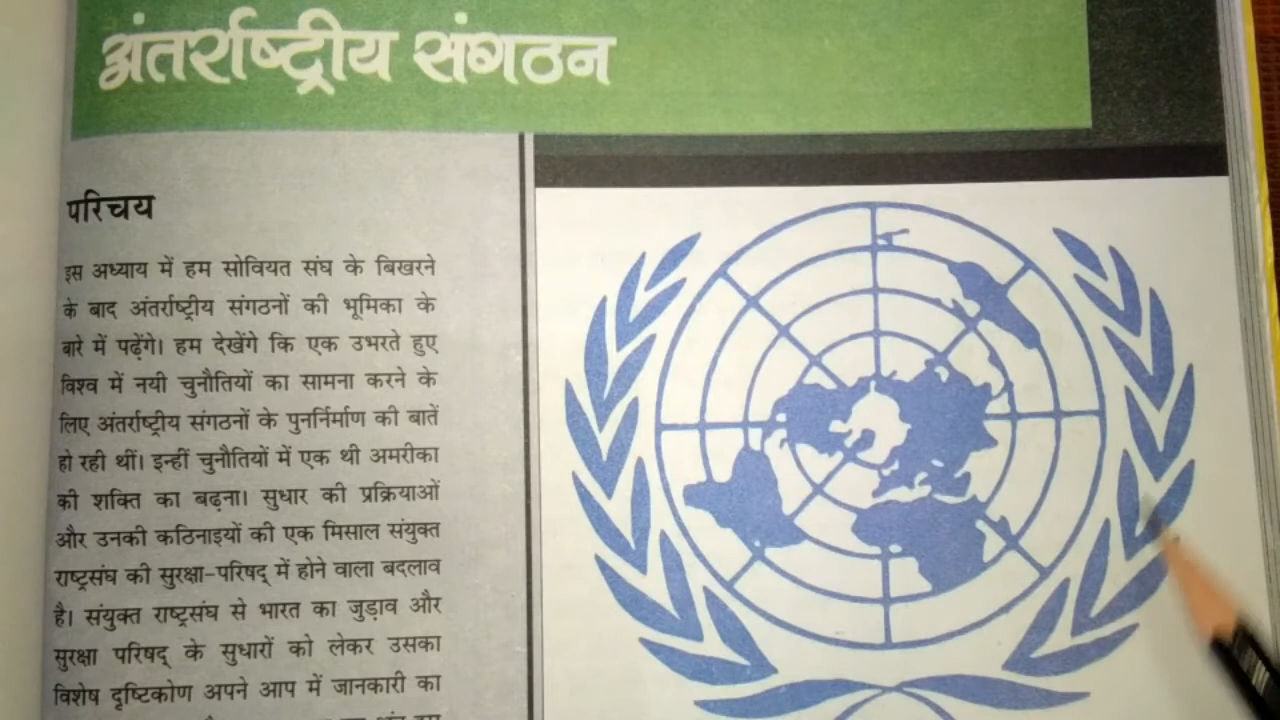 अंतर्राष्ट्रीय संगठन
परिचय
इस अध्याय में हम सोवियत संघ के बिखरने
के बाद अंतर्राष्ट्रीय संगठनों की भूमिका के
बारे में पढ़ेंगे। हम देखेंगे कि एक उभरते हुए
विश्व में नयी चुनौतियों का सामना करने के
लिए अंतर्राष्ट्रीय संगठनों के पुनर्निर्माण की बातें
हो रही थीं। इन्हीं चुनौतियों में एक थी अमरीका
की शक्ति का बढ़ना। सुधार की प्रक्रियाओं
और उनकी कठिनाइयों की एक मिसाल संयुक्त
राष्ट्रसंघ की सुरक्षा-परिषद् में होने वाला बदलाव
है। संयुक्त राष्ट्रसंघ से भारत का जुड़ाव और
सुरक्षा परिषद् के सुधारों को लेकर उसका
विशेष दृष्टिकोण अपने आप में जानकारी का